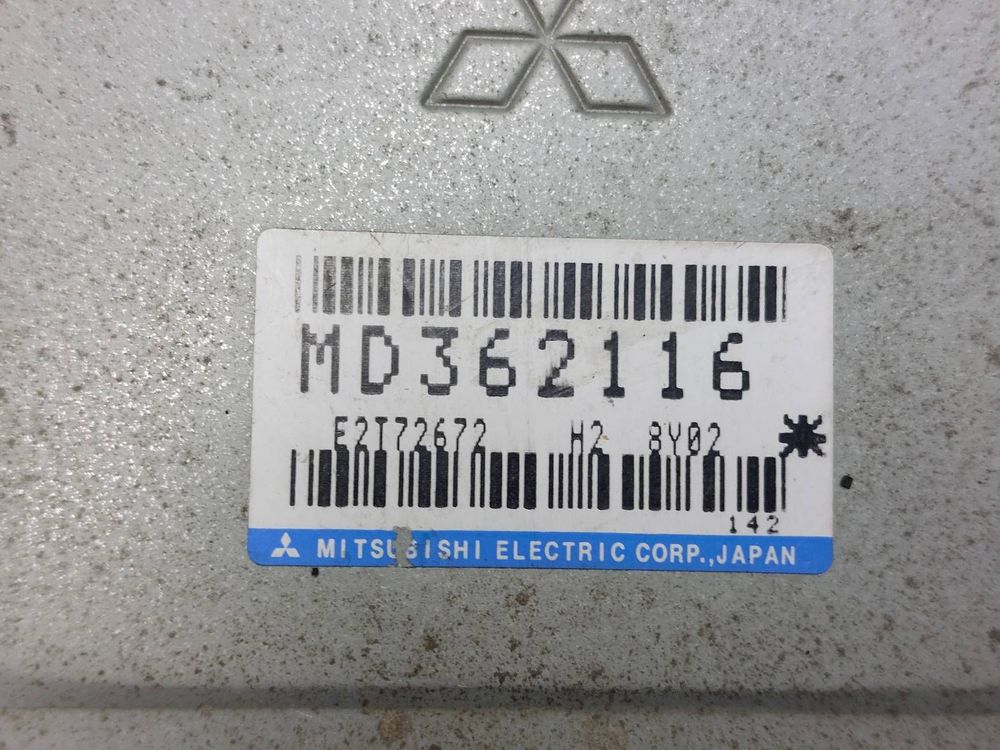 MD362116
E2T72672 H2 8Y02
142
MITSUBISHI ELECTRIC CORP.,JAPAN